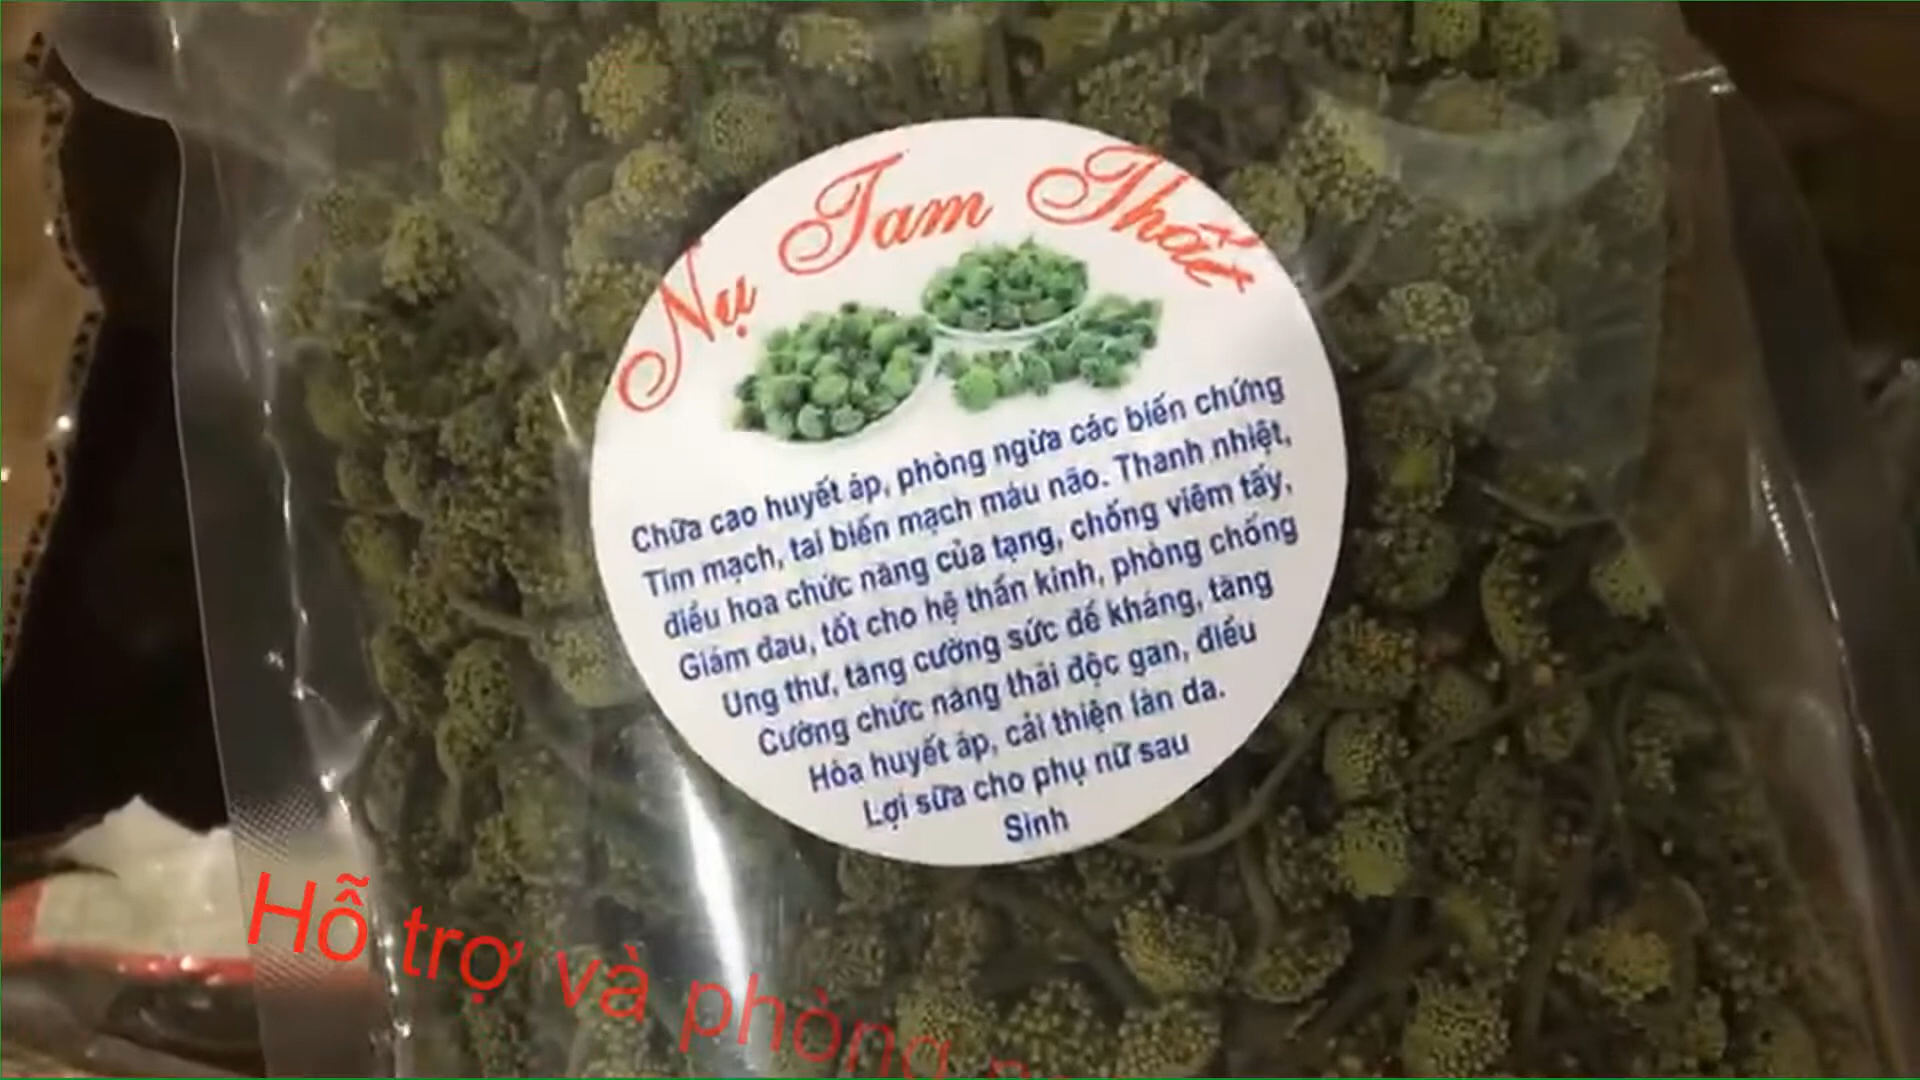 Nụ Tam Thất
Chữa cao huyết áp, phòng ngừa các biến chứng
Tim mạch, tai biến mạch máu não. Thanh nhiệt,
điều hoa chức năng của tạng, chống viêm tấy,
Giảm đau, tốt cho hệ thần kinh, phòng chống
Ung thư, tăng cường sức đề kháng, tăng
Cường chức năng thải độc gan, điều
Hòa huyết áp, cải thiện làn da.
Lợi sữa cho phụ nữ sau
Sinh
Hỗ trợ và phòng